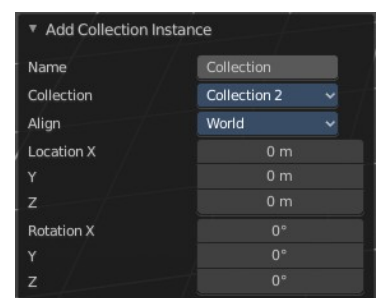 Add Collection Instance
Name Collection
Collection Collection 2
Align World
Location X 0 m
Y 0 m
Z 0 m
Rotation X 0°
Y 0°
Z 0°